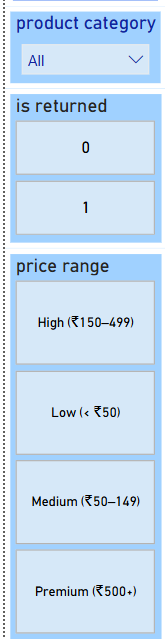 product category
All
is returned
0
1
price range
High (₹150–499)
Low (< ₹50)
Medium (₹50–149)
Premium (₹500+)